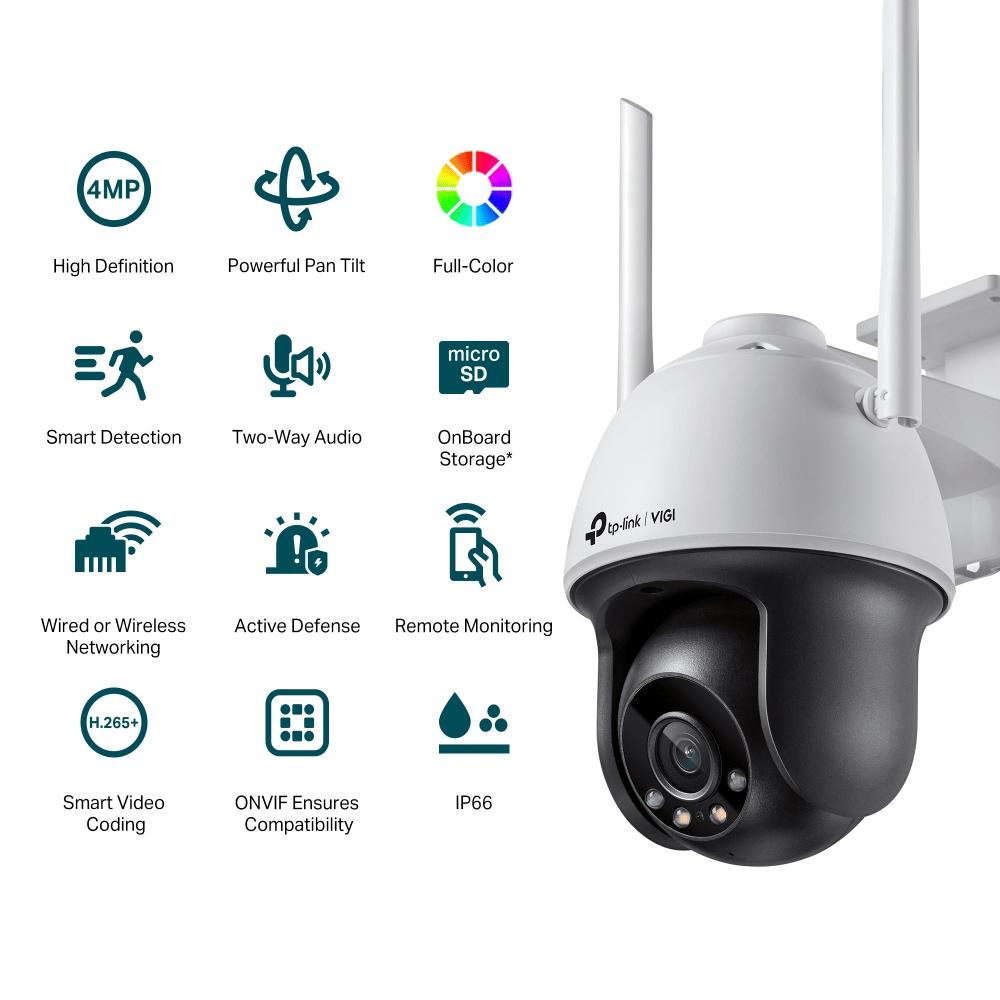 4MP
High Definition
Powerful Pan Tilt
Full-Color
Smart Detection
Two-Way Audio
micro
SD
OnBoard
Storage*
Wired or Wireless
Networking
Active Defense
Remote Monitoring
H.265+
Smart Video
Coding
ONVIF Ensures
Compatibility
IP66
tp-link | VIGI